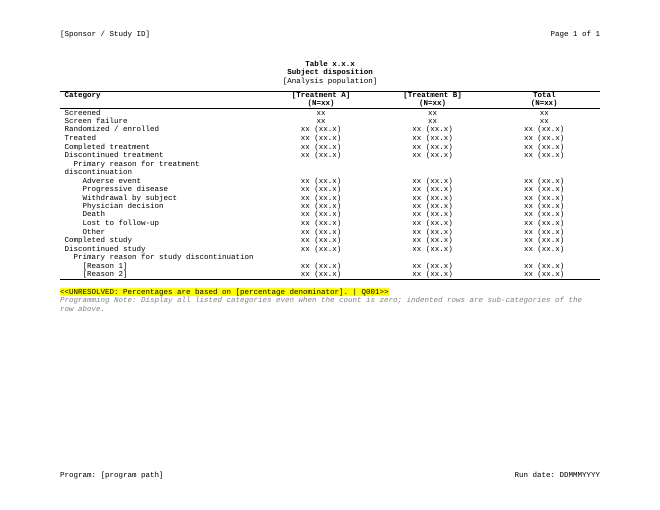 [Sponsor / Study ID] Page 1 of 1
Table x.x.x
Subject disposition
[Analysis population]
Category [Treatment A] [Treatment B] Total
(N=xx) (N=xx) (N=xx)
Screened xx xx xx
Screen failure xx xx xx
Randomized / enrolled xx (xx.x) xx (xx.x) xx (xx.x)
Treated xx (xx.x) xx (xx.x) xx (xx.x)
Completed treatment xx (xx.x) xx (xx.x) xx (xx.x)
Discontinued treatment xx (xx.x) xx (xx.x) xx (xx.x)
Primary reason for treatment
discontinuation
Adverse event xx (xx.x) xx (xx.x) xx (xx.x)
Progressive disease xx (xx.x) xx (xx.x) xx (xx.x)
Withdrawal by subject xx (xx.x) xx (xx.x) xx (xx.x)
Physician decision xx (xx.x) xx (xx.x) xx (xx.x)
Death xx (xx.x) xx (xx.x) xx (xx.x)
Lost to follow-up xx (xx.x) xx (xx.x) xx (xx.x)
Other xx (xx.x) xx (xx.x) xx (xx.x)
Completed study xx (xx.x) xx (xx.x) xx (xx.x)
Discontinued study xx (xx.x) xx (xx.x) xx (xx.x)
Primary reason for study discontinuation
[Reason 1] xx (xx.x) xx (xx.x) xx (xx.x)
[Reason 2] xx (xx.x) xx (xx.x) xx (xx.x)
<<UNRESOLVED: Percentages are based on [percentage denominator]. | Q001>>
Programming Note: Display all listed categories even when the count is zero; indented rows are sub-categories of the
row above.
Program: [program path] Run date: DDMMMYYYY